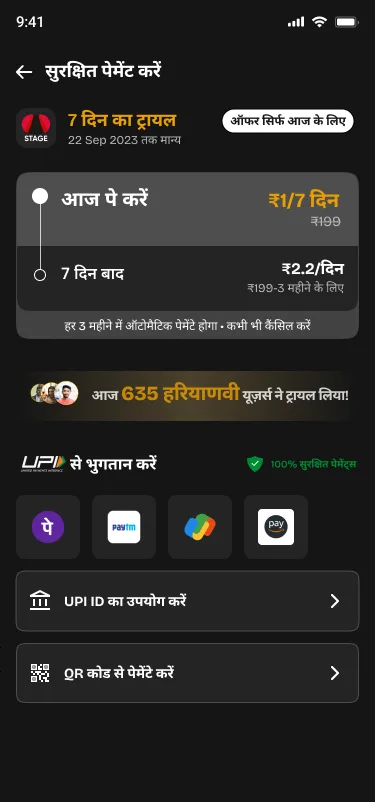 9:41
सुरक्षित पेमेंट करें
STAGE
7 दिन का ट्रायल
22 Sep 2023 तक मान्य
ऑफर सिर्फ आज के लिए
आज पे करें
₹1/7 दिन
₹199
7 दिन बाद
₹2.2/दिन
₹199-3 महीने के लिए
हर 3 महीने में ऑटोमैटिक पेमेंटे होगा • कभी भी कैंसिल करें
आज 635 हरियाणवी यूज़र्स ने ट्रायल लिया!
UPI से भुगतान करें
100% सुरक्षित पेमेंट्स
पे
paytm
pay
UPI ID का उपयोग करें
QR कोड से पेमेंटे करें